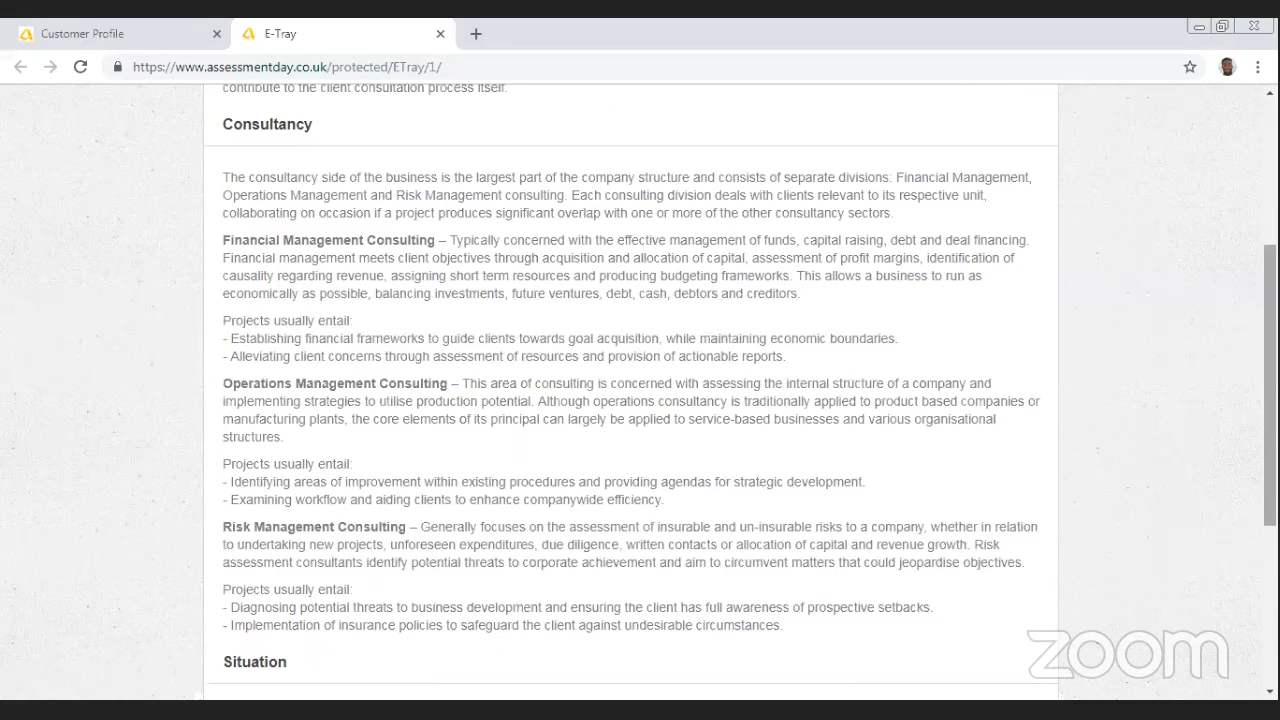 Customer Profile
E-Tray
https://www.assessmentday.co.uk/protected/ETray/1/
contribute to the client consultation process itself.
Consultancy
The consultancy side of the business is the largest part of the company structure and consists of separate divisions: Financial Management,
Operations Management and Risk Management consulting. Each consulting division deals with clients relevant to its respective unit,
collaborating on occasion if a project produces significant overlap with one or more of the other consultancy sectors.
Financial Management Consulting – Typically concerned with the effective management of funds, capital raising, debt and deal financing.
Financial management meets client objectives through acquisition and allocation of capital, assessment of profit margins, identification of
causality regarding revenue, assigning short term resources and producing budgeting frameworks. This allows a business to run as
economically as possible, balancing investments, future ventures, debt, cash, debtors and creditors.
Projects usually entail:
- Establishing financial frameworks to guide clients towards goal acquisition, while maintaining economic boundaries.
- Alleviating client concerns through assessment of resources and provision of actionable reports.
Operations Management Consulting – This area of consulting is concerned with assessing the internal structure of a company and
implementing strategies to utilise production potential. Although operations consultancy is traditionally applied to product based companies or
manufacturing plants, the core elements of its principal can largely be applied to service-based businesses and various organisational
structures.
Projects usually entail:
- Identifying areas of improvement within existing procedures and providing agendas for strategic development.
- Examining workflow and aiding clients to enhance companywide efficiency.
Risk Management Consulting – Generally focuses on the assessment of insurable and un-insurable risks to a company, whether in relation
to undertaking new projects, unforeseen expenditures, due diligence, written contacts or allocation of capital and revenue growth. Risk
assessment consultants identify potential threats to corporate achievement and aim to circumvent matters that could jeopardise objectives.
Projects usually entail:
- Diagnosing potential threats to business development and ensuring the client has full awareness of prospective setbacks.
- Implementation of insurance policies to safeguard the client against undesirable circumstances.
Situation
zoom